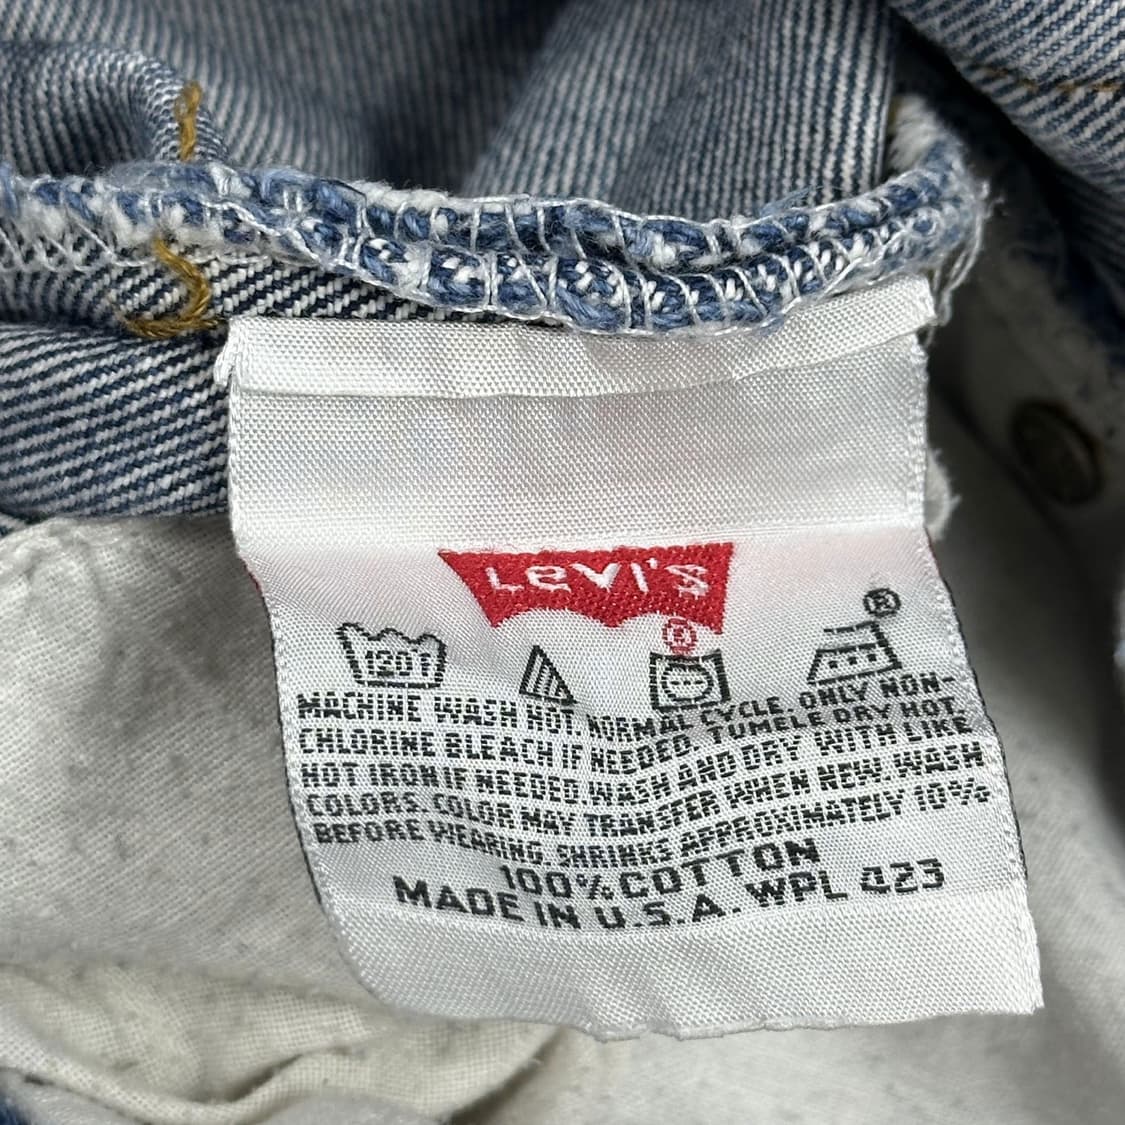 Levi's
®
®
120F
MACHINE WASH HOT. NORMAL CYCLE. ONLY NON-
CHLORINE BLEACH IF NEEDED. TUMBLE DRY HOT.
HOT IRON IF NEEDED. WASH AND DRY WITH LIKE
COLORS. COLOR MAY TRANSFER WHEN NEW. WASH
BEFORE WEARING. SHRINKS APPROXIMATELY 10%
100% COTTON
MADE IN U.S.A. WPL 423